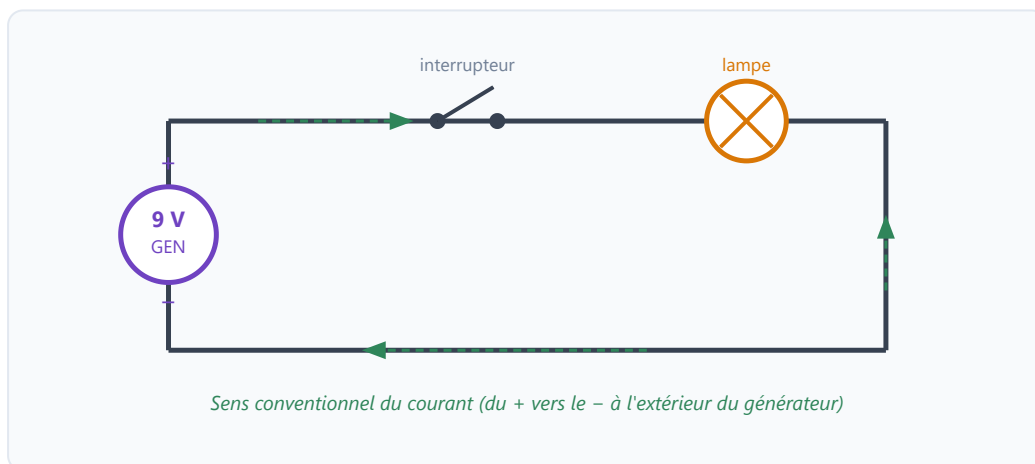 interrupteur
lampe
+
9 V
GEN
−
Sens conventionnel du courant (du + vers le − à l'extérieur du générateur)